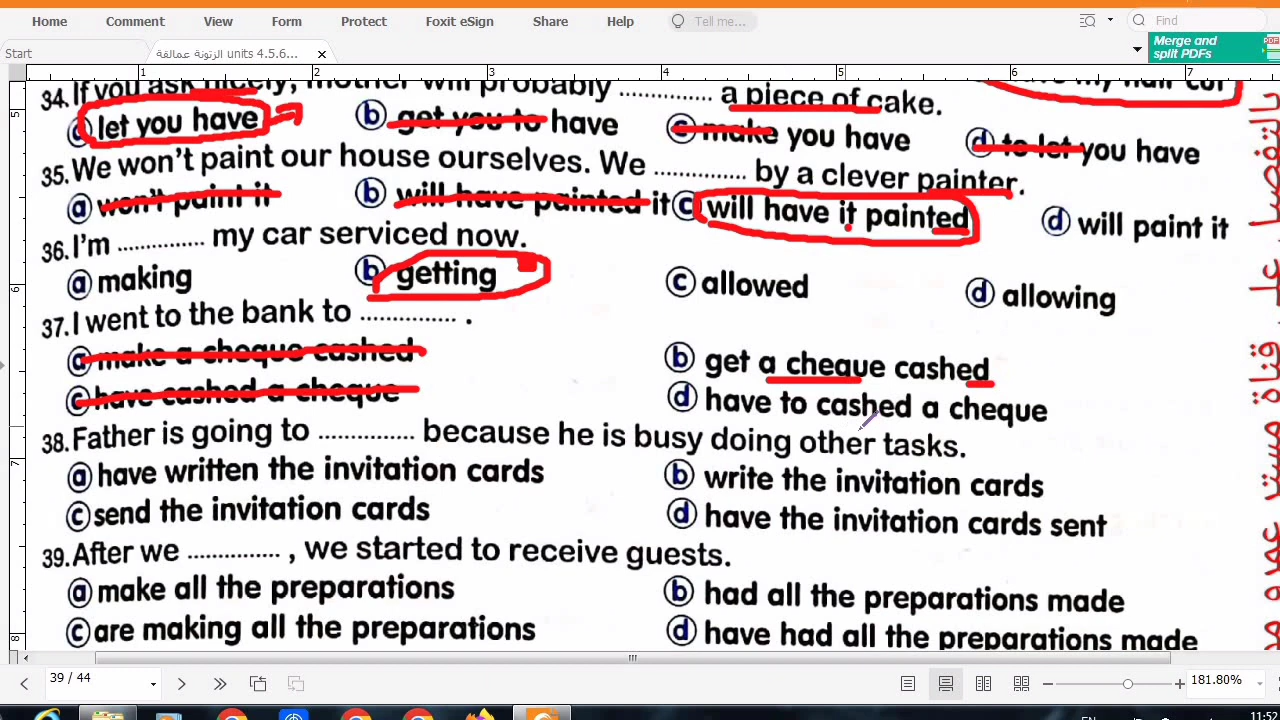 Home Comment View Form Protect Foxit eSign Share Help Tell me... Find
Start
الزتونة عمالقة units 4.5.6... ×
Merge and split PDFs
1 2 3 4 5 6 7
34. If you ask nicely, mother will probably .............. a piece of cake.
let you have ⓑ get you to have ⓒ make you have ⓓ to let you have
35. We won't paint our house ourselves. We .............. by a clever painter.
ⓐ won't paint it ⓑ will have painted it ⓒ will have it painted ⓓ will paint it
36. I'm .............. my car serviced now.
ⓐ making ⓑ getting ⓒ allowed ⓓ allowing
37. I went to the bank to .............. .
ⓐ make a cheque cashed ⓑ get a cheque cashed
ⓒ have cashed a cheque ⓓ have to cashed a cheque
38. Father is going to .............. because he is busy doing other tasks.
ⓐ have written the invitation cards ⓑ write the invitation cards
ⓒ send the invitation cards ⓓ have the invitation cards sent
39. After we .............. , we started to receive guests.
ⓐ make all the preparations ⓑ had all the preparations made
ⓒ are making all the preparations ⓓ have had all the preparations made
39 / 44
181.80%
EN 11:52